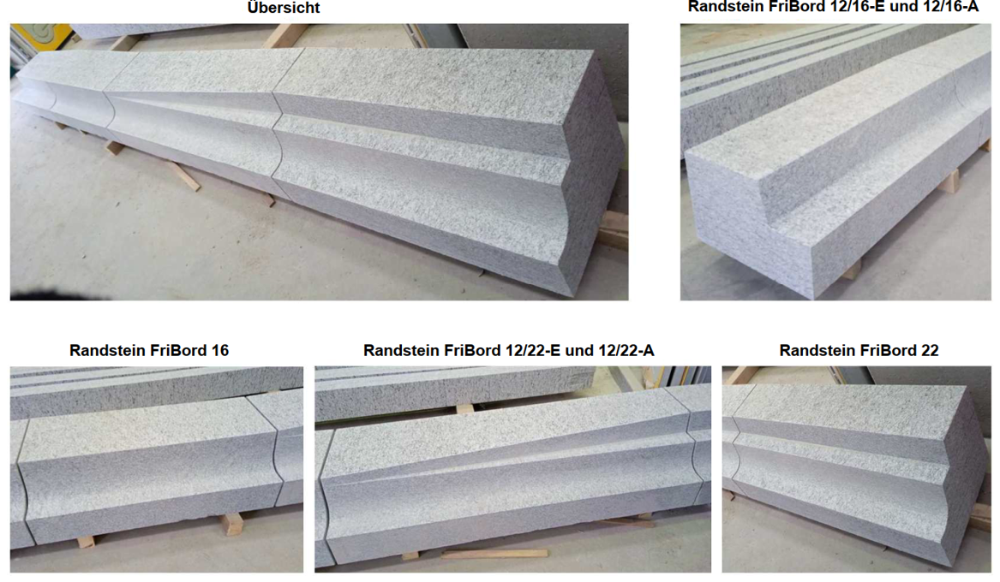 Übersicht
Randstein FriBord 12/16-E und 12/16-A
Randstein FriBord 16
Randstein FriBord 12/22-E und 12/22-A
Randstein FriBord 22